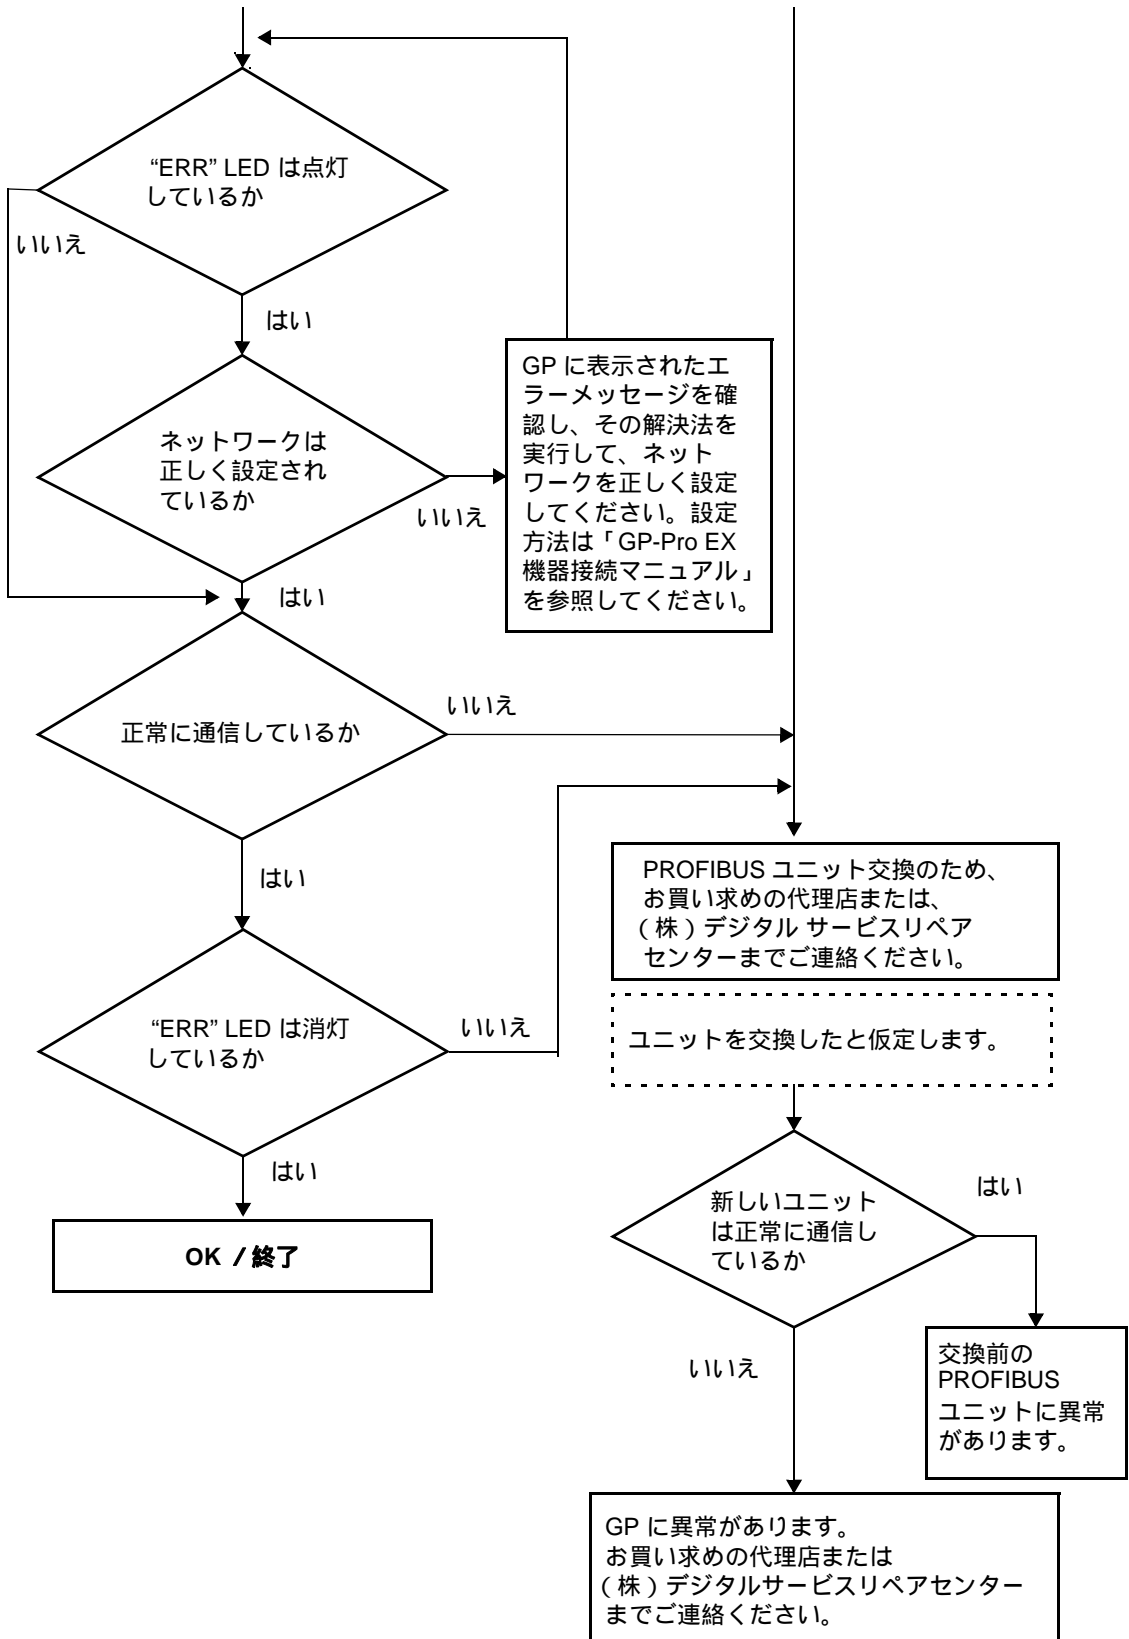 “ERR” LED は点灯
しているか
いいえ
はい
ネットワークは
正しく設定され
ているか
いいえ
GP に表示されたエ
ラーメッセージを確
認し、その解決法を
実行して、ネット
ワークを正しく設定
してください。設定
方法は「GP-Pro EX
機器接続マニュアル」
を参照してください。
はい
正常に通信しているか
いいえ
はい
“ERR” LED は消灯
しているか
いいえ
はい
OK / 終了
PROFIBUS ユニット交換のため、
お買い求めの代理店または、
（株）デジタル サービスリペア
センターまでご連絡ください。
ユニットを交換したと仮定します。
新しいユニット
は正常に通信し
ているか
はい
いいえ
交換前の
PROFIBUS
ユニットに異常
があります。
GP に異常があります。
お買い求めの代理店または
（株）デジタルサービスリペアセンター
までご連絡ください。